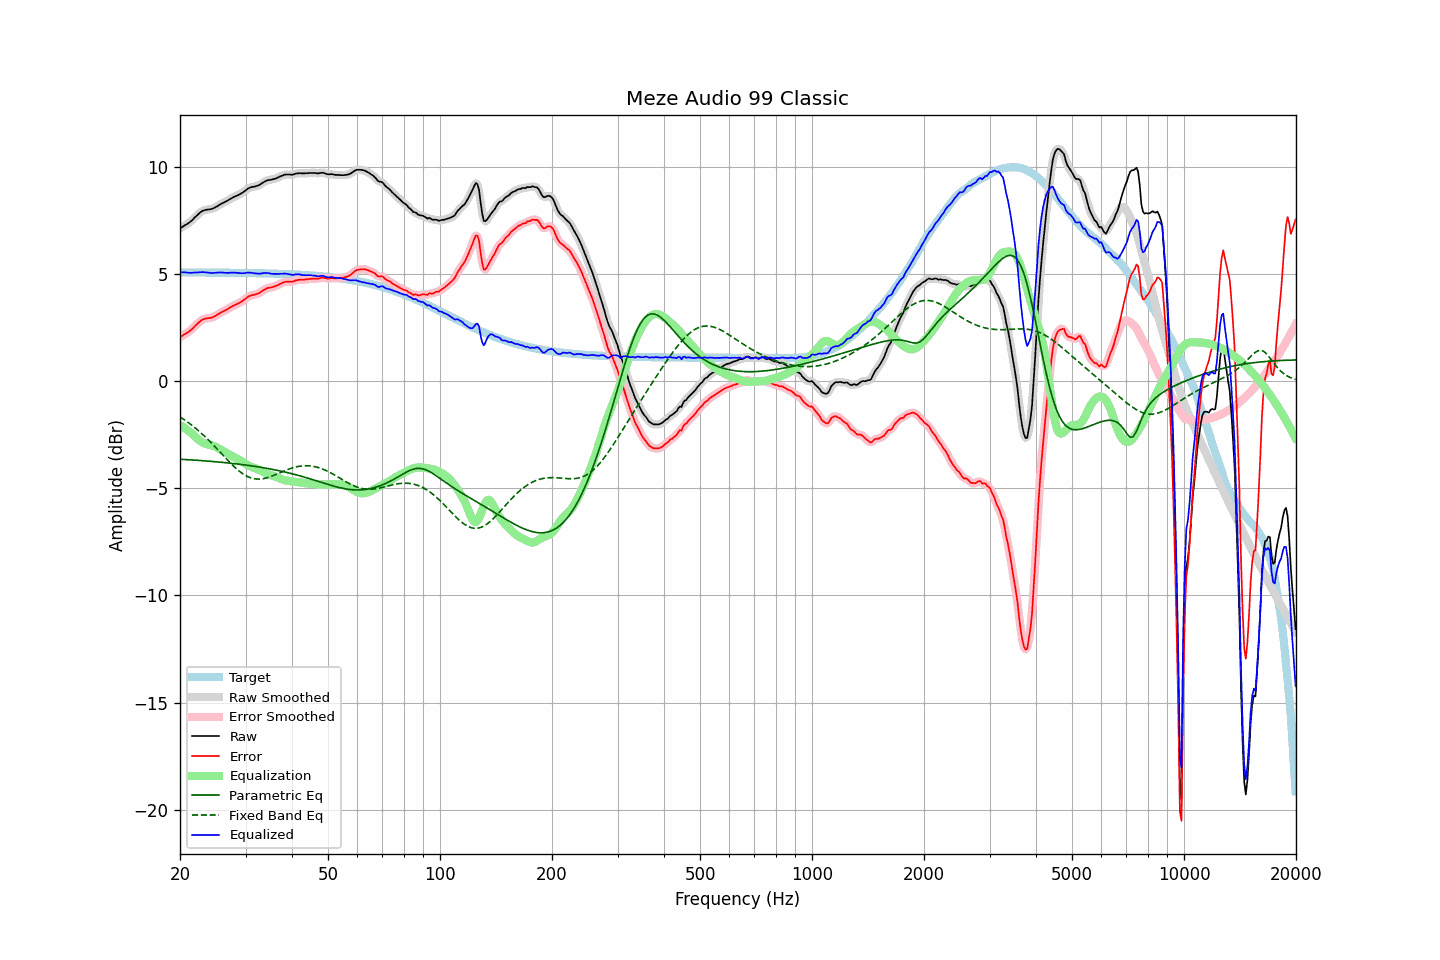 Meze Audio 99 Classic
Amplitude (dBr)
10
5
0
−5
−10
−15
−20
Target
Raw Smoothed
Error Smoothed
Raw
Error
Equalization
Parametric Eq
Fixed Band Eq
Equalized
20 50 100 200 500 1000 2000 5000 10000 20000
Frequency (Hz)